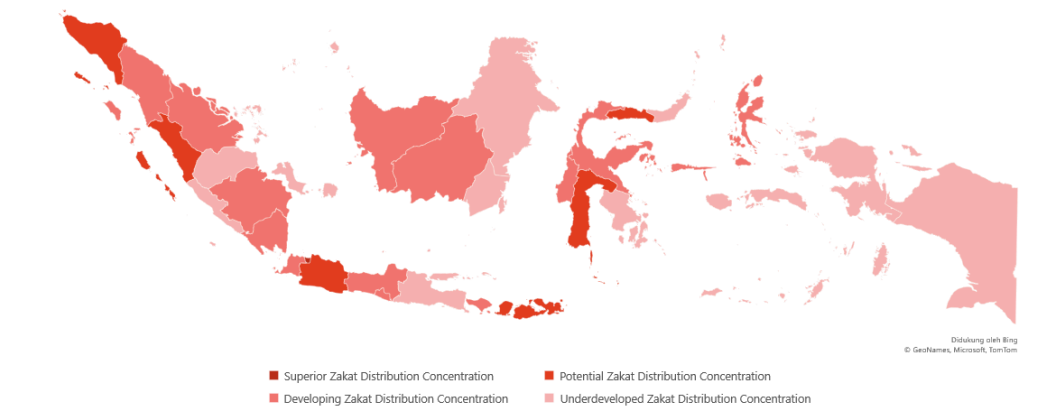 Didukung oleh Bing
© GeoNames, Microsoft, TomTom
Superior Zakat Distribution Concentration
Potential Zakat Distribution Concentration
Developing Zakat Distribution Concentration
Underdeveloped Zakat Distribution Concentration